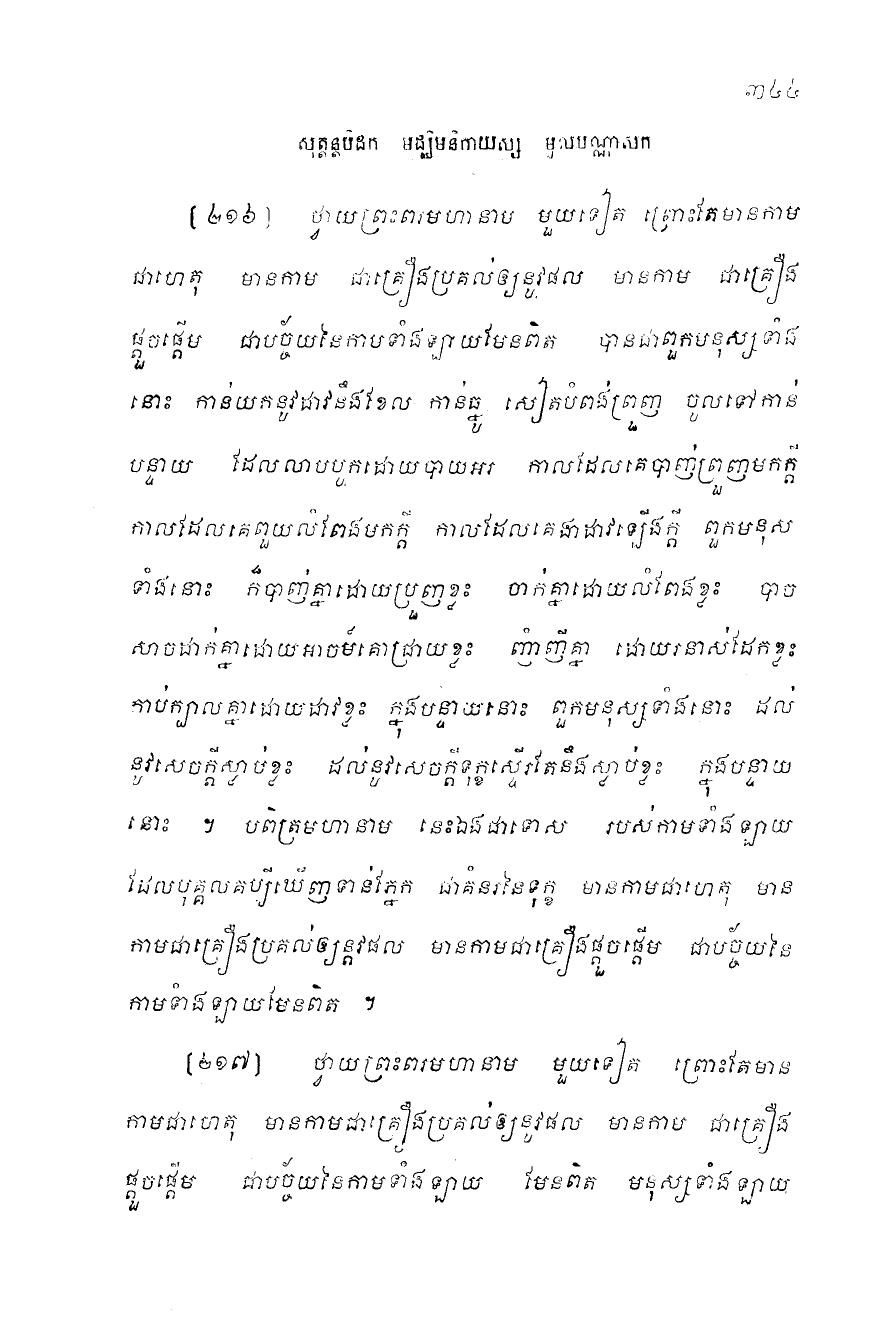 ៣៤៤
សុត្តន្តបិដក មជ្ឈិមនិកាយស្ស មូលបណ្ណាសក
[២១៦] ថ្វាយព្រះពរមហានាម មួយទៀត ព្រោះតែមានកាម
ជាហេតុ មានកាម ជាគ្រឿងប្រគល់ឲ្យនូវផល មានកាម ជាគ្រឿង
ផ្តួចផ្តើម ជាបច្ច័យនៃកាមទាំងឡាយមែនពិត បានជាពួកមនុស្សទាំង
នោះ កាន់យកនូវដាវនឹងខែល កាន់ធ្នូ សៀតបំពង់ព្រួញ ចូលទៅកាន់
បន្ទាយ ដែលលាបបូកដោយបាយអរ កាលដែលគេបាញ់ព្រួញមកក្តី
កាលដែលគេពួយលំពែងមកក្តី កាលដែលគេងាដាវឡើងក្តី ពួកមនុស
ទាំងនោះ ក៏បាញ់គ្នាដោយព្រួញខ្លះ ចាក់គ្នាដោយលំពែងខ្លះ បាច
សាចដាក់គ្នាដោយអាចម៍គោជ្រាយខ្លះ ញុំាញីគ្នា ដោយរនាស់ដែកខ្លះ
កាប់ក្បាលគ្នាដោយដាវខ្លះ ក្នុងបន្ទាយនោះ ពួកមនុស្សទាំងនោះ ដល់
នូវសេចក្តីស្លាប់ខ្លះ ដល់នូវសេចក្តីទុក្ខស្ទើរតែនឹងស្លាប់ខ្លះ ក្នុងបន្ទាយ
នោះ ។ បពិត្រមហានាម នេះឯងជាទោស របស់កាមទាំងឡាយ
ដែលបុគ្គលគប្បីឃើញទាន់ភ្នែក ជាគំនរនៃទុក្ខ មានកាមជាហេតុ មាន
កាមជាគ្រឿងប្រគល់ឲ្យនូវផល មានកាមជាគ្រឿងផ្តួចផ្តើម ជាបច្ច័យនៃ
កាមទាំងឡាយមែនពិត ។
[២១៧] ថ្វាយព្រះពរមហានាម មួយទៀត ព្រោះតែមាន
កាមជាហេតុ មានកាមជាគ្រឿងប្រគល់ឲ្យនូវផល មានកាម ជាគ្រឿង
ផ្តួចផ្តើម ជាបច្ច័យនៃកាមទាំងឡាយ មែនពិត មនុស្សទាំងឡាយ